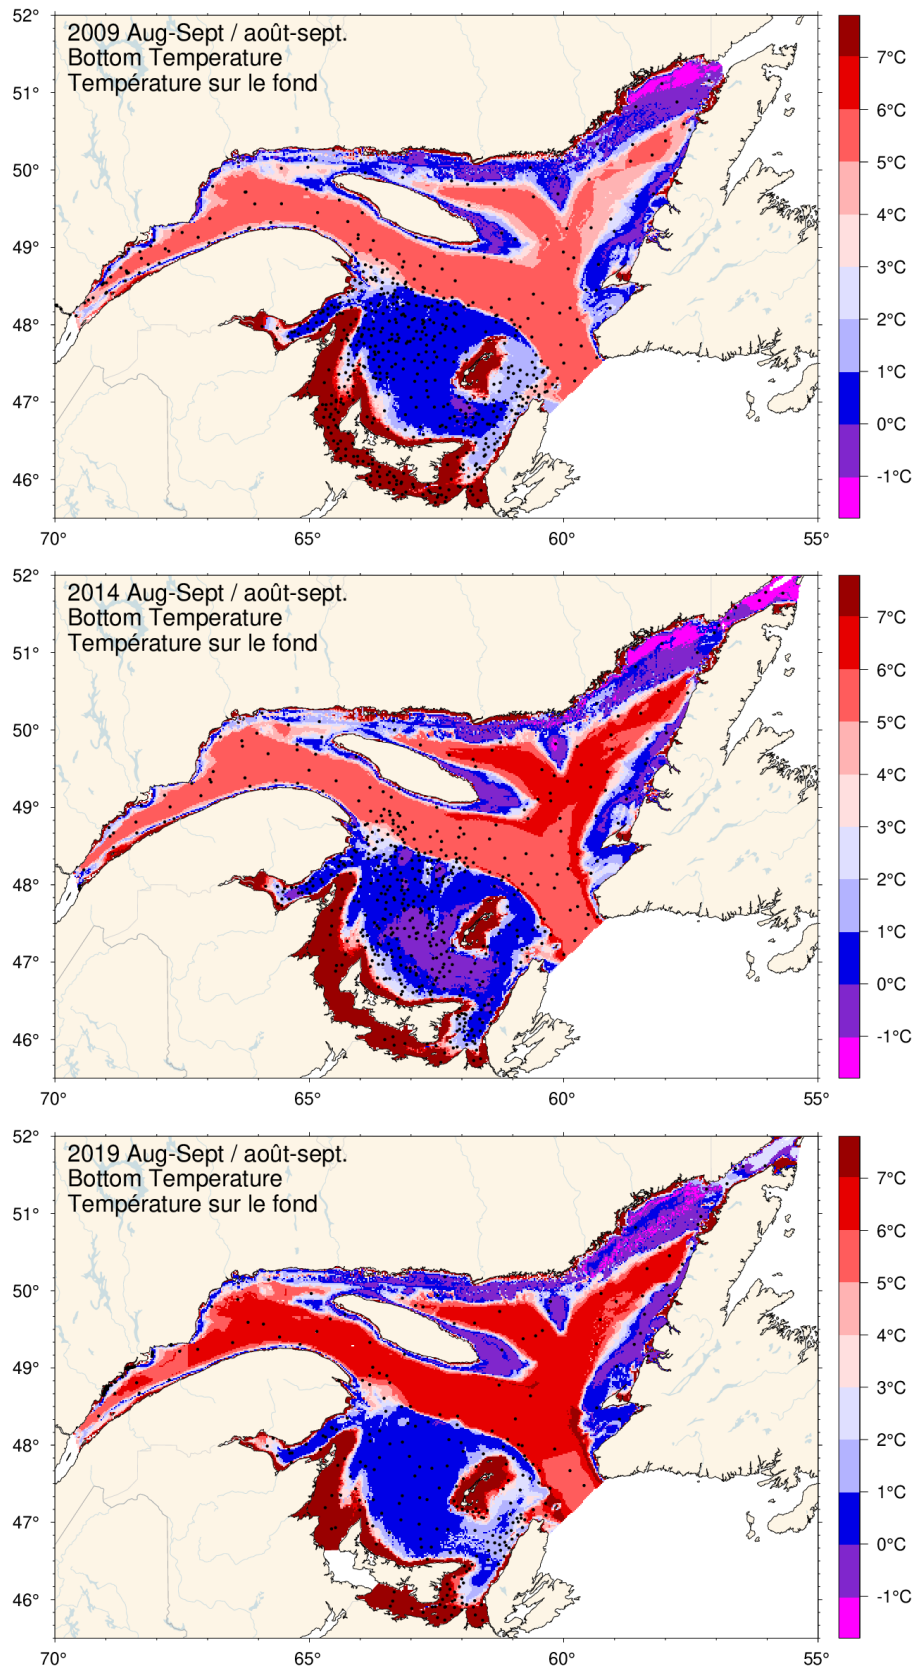 2009 Aug-Sept / août-sept.
Bottom Temperature
Température sur le fond
52°
51°
50°
49°
48°
47°
46°
70°
65°
60°
55°
7°C
6°C
5°C
4°C
3°C
2°C
1°C
0°C
-1°C
2014 Aug-Sept / août-sept.
Bottom Temperature
Température sur le fond
52°
51°
50°
49°
48°
47°
46°
70°
65°
60°
55°
7°C
6°C
5°C
4°C
3°C
2°C
1°C
0°C
-1°C
2019 Aug-Sept / août-sept.
Bottom Temperature
Température sur le fond
52°
51°
50°
49°
48°
47°
46°
70°
65°
60°
55°
7°C
6°C
5°C
4°C
3°C
2°C
1°C
0°C
-1°C